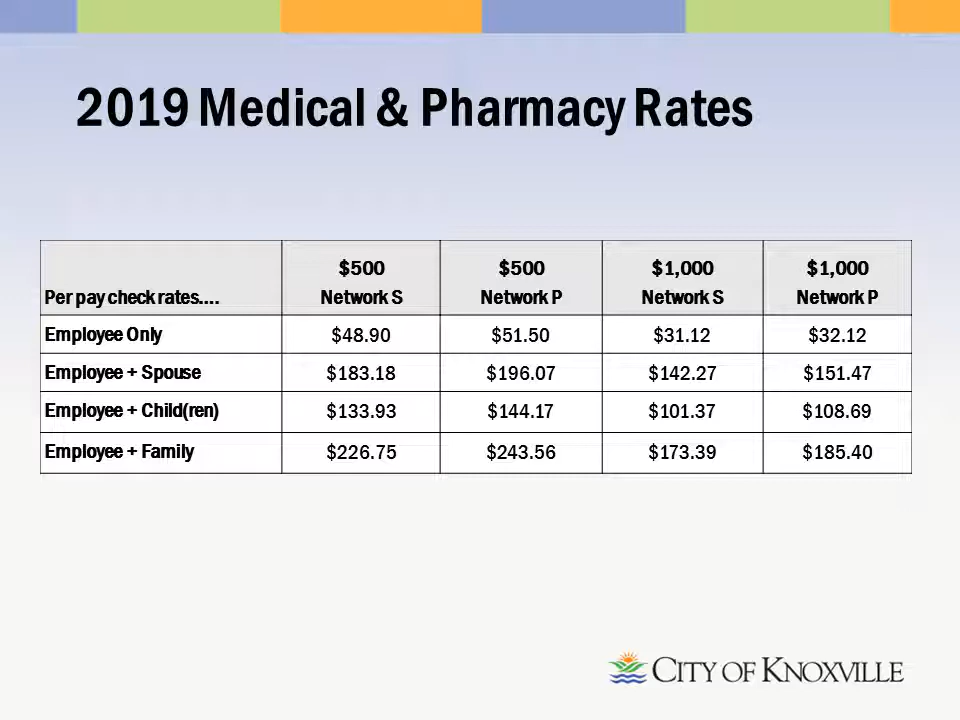 2019 Medical & Pharmacy Rates
$500 $500 $1,000 $1,000
Per pay check rates.... Network S Network P Network S Network P
Employee Only $48.90 $51.50 $31.12 $32.12
Employee + Spouse $183.18 $196.07 $142.27 $151.47
Employee + Child(ren) $133.93 $144.17 $101.37 $108.69
Employee + Family $226.75 $243.56 $173.39 $185.40
CITY OF KNOXVILLE